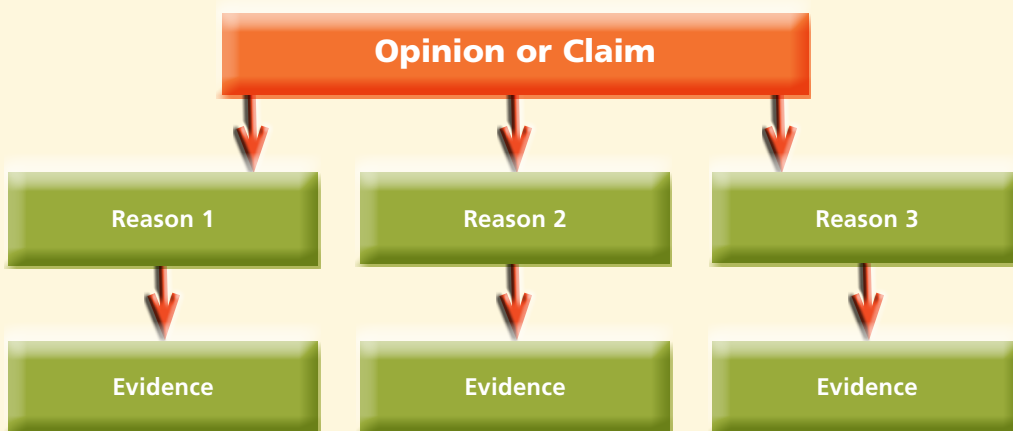 Opinion or Claim
Reason 1
Reason 2
Reason 3
Evidence
Evidence
Evidence